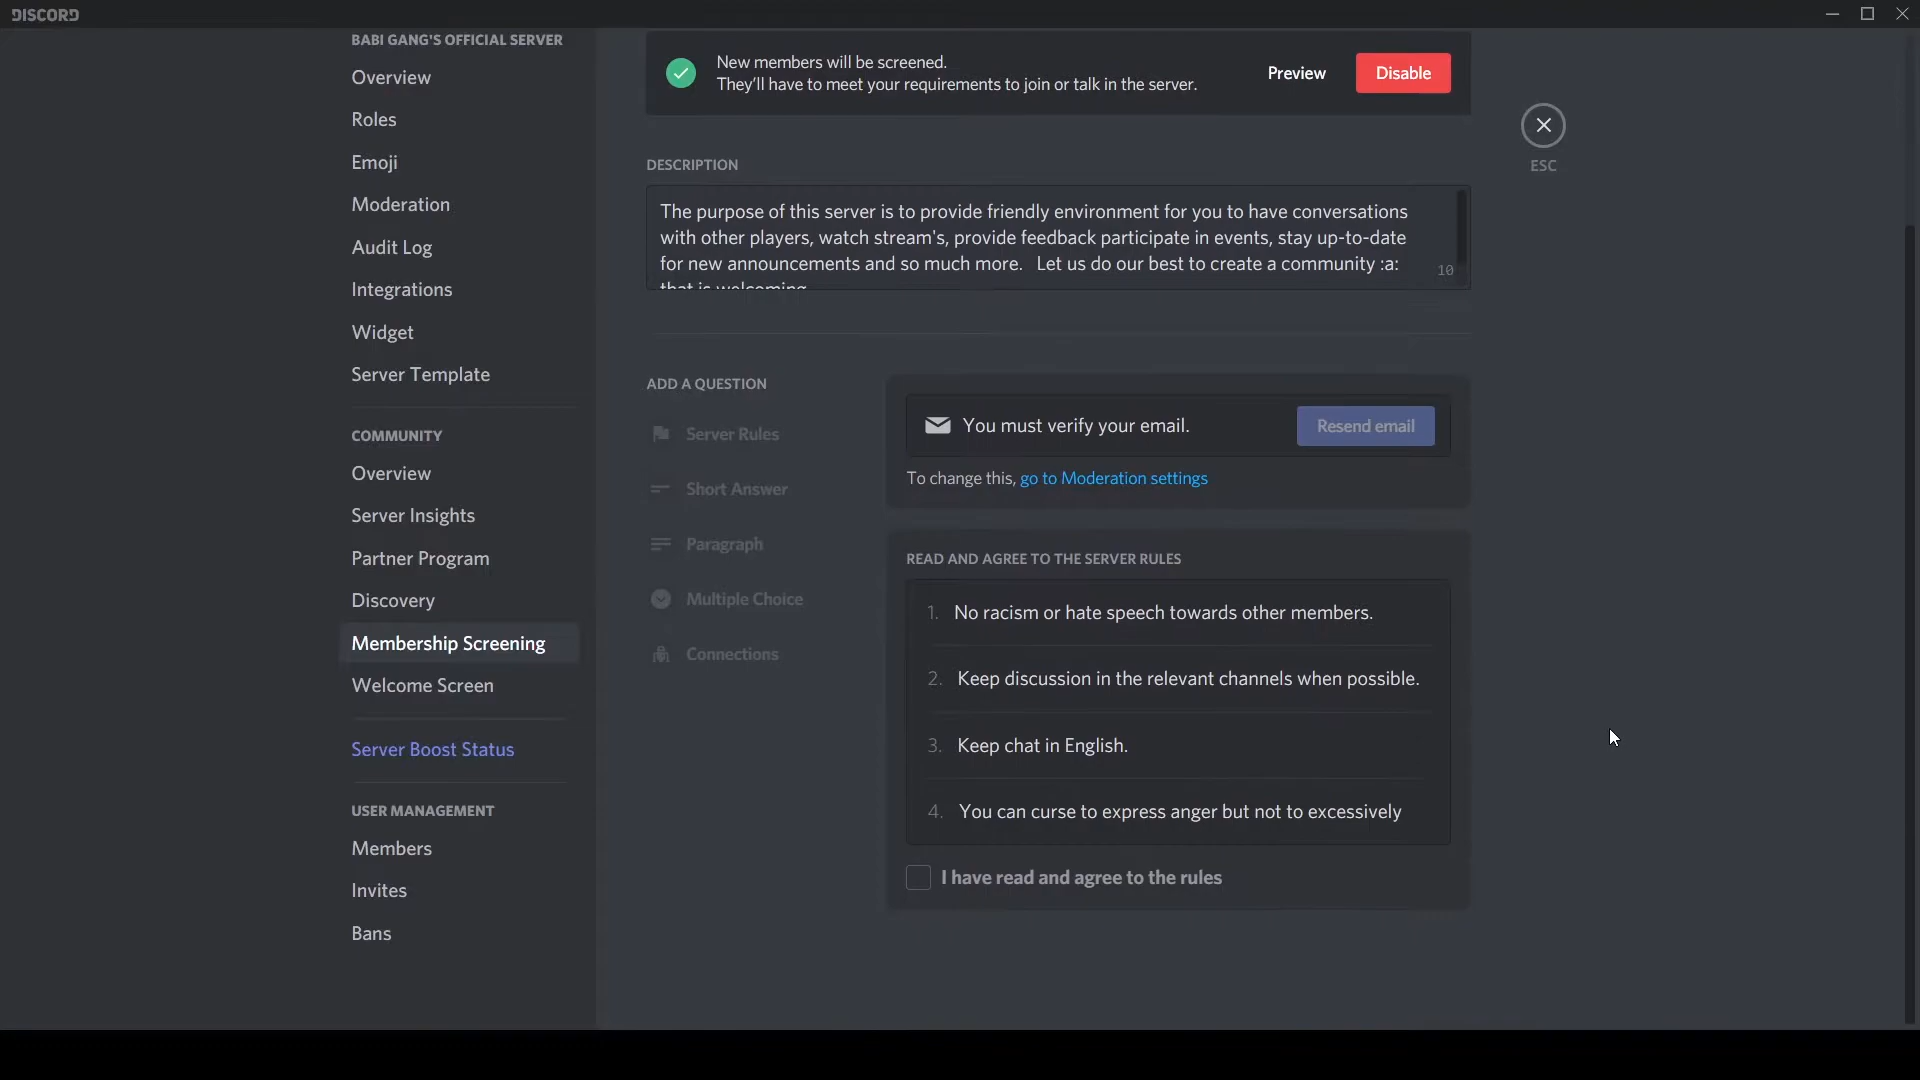 DISCORD
BABI GANG'S OFFICIAL SERVER
Overview
Roles
Emoji
Moderation
Audit Log
Integrations
Widget
Server Template
COMMUNITY
Overview
Server Insights
Partner Program
Discovery
Membership Screening
Welcome Screen
Server Boost Status
USER MANAGEMENT
Members
Invites
Bans
New members will be screened.
They'll have to meet your requirements to join or talk in the server.
Preview
Disable
ESC
DESCRIPTION
The purpose of this server is to provide friendly environment for you to have conversations
with other players, watch stream's, provide feedback participate in events, stay up-to-date
for new announcements and so much more. Let us do our best to create a community :a:
that is welcoming
10
ADD A QUESTION
Server Rules
Short Answer
Paragraph
Multiple Choice
Connections
You must verify your email.
Resend email
To change this, go to Moderation settings
READ AND AGREE TO THE SERVER RULES
1. No racism or hate speech towards other members.
2. Keep discussion in the relevant channels when possible.
3. Keep chat in English.
4. You can curse to express anger but not to excessively
I have read and agree to the rules